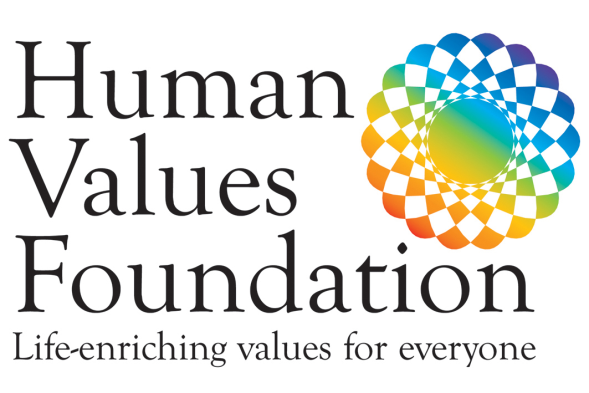 Human
Values
Foundation
Life-enriching values for everyone